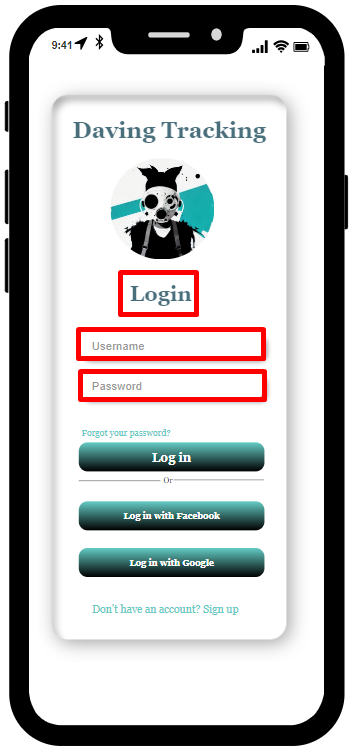 9:41
Daving Tracking
Login
Username
Password
Forgot your password?
Log in
Or
Log in with Facebook
Log in with Google
Don't have an account? Sign up